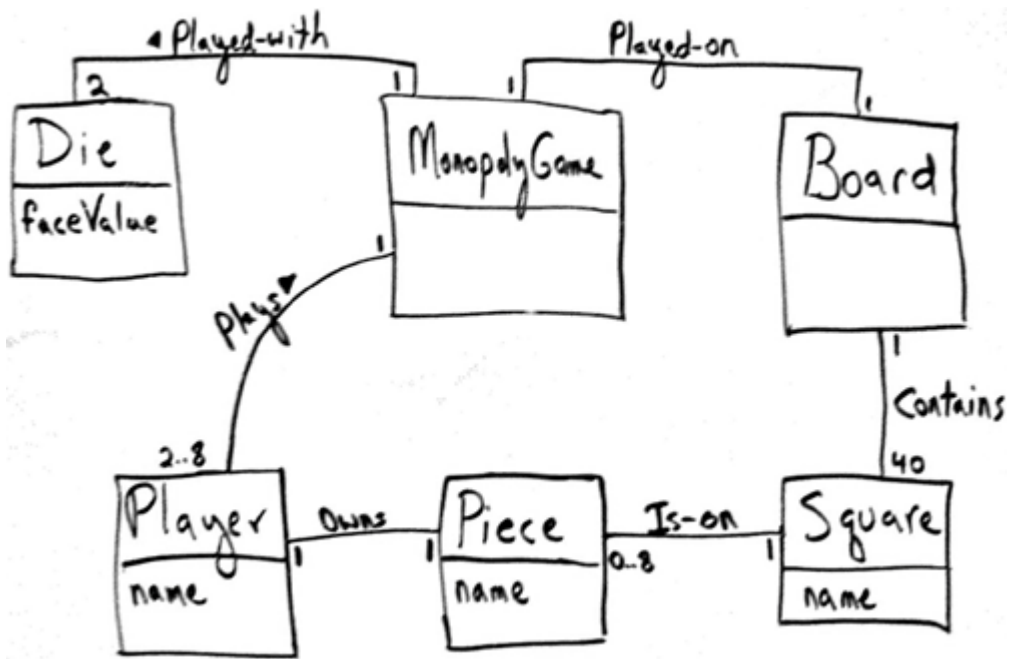 ◄ Played-with
Played-on
2
1
1
1
Die
faceValue
MonopolyGame
Board
1
Plays ►
1
Contains
2..8
40
Player
name
1
Owns
1
Piece
name
0..8
Is-on
1
Square
name